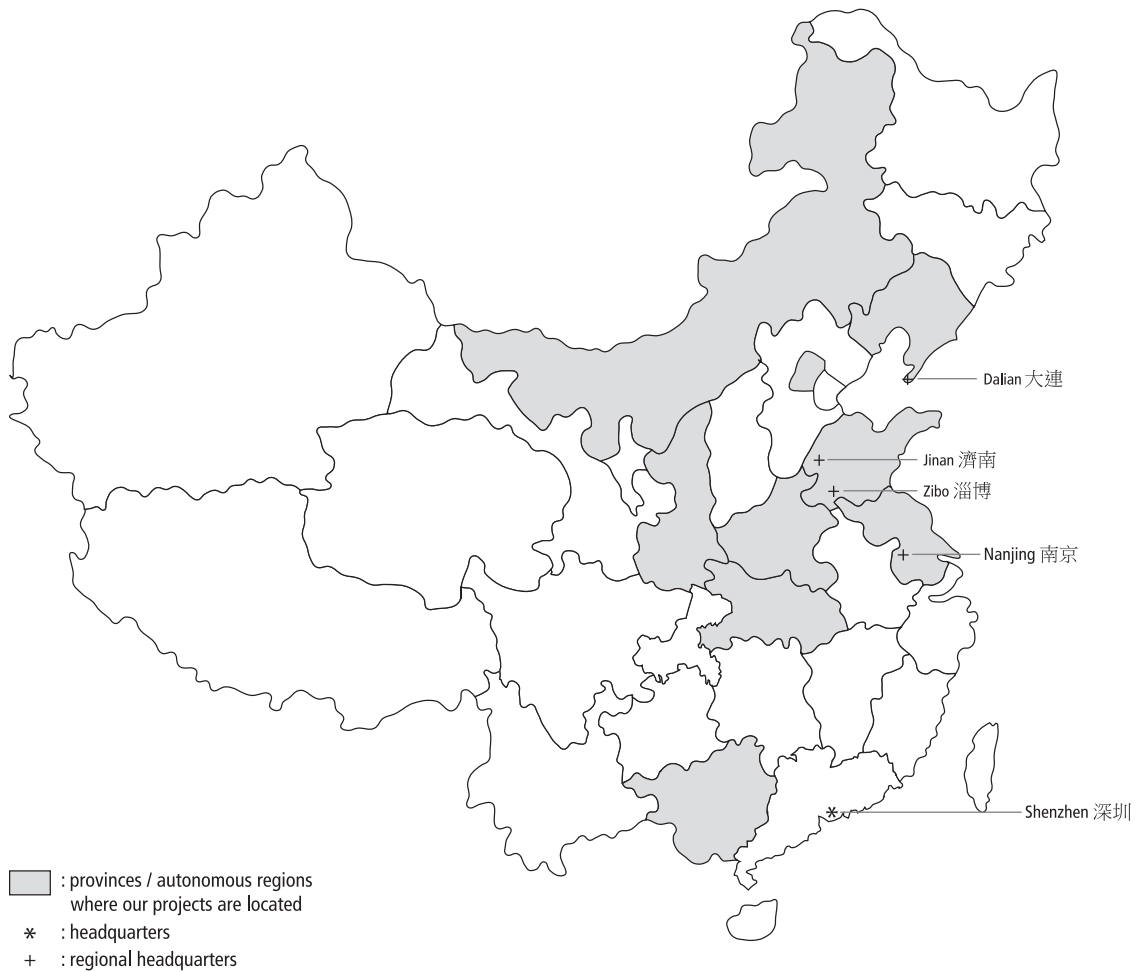 Dalian 大連
Jinan 濟南
Zibo 淄博
Nanjing 南京
Shenzhen 深圳
: provinces / autonomous regions
where our projects are located
* : headquarters
+ : regional headquarters